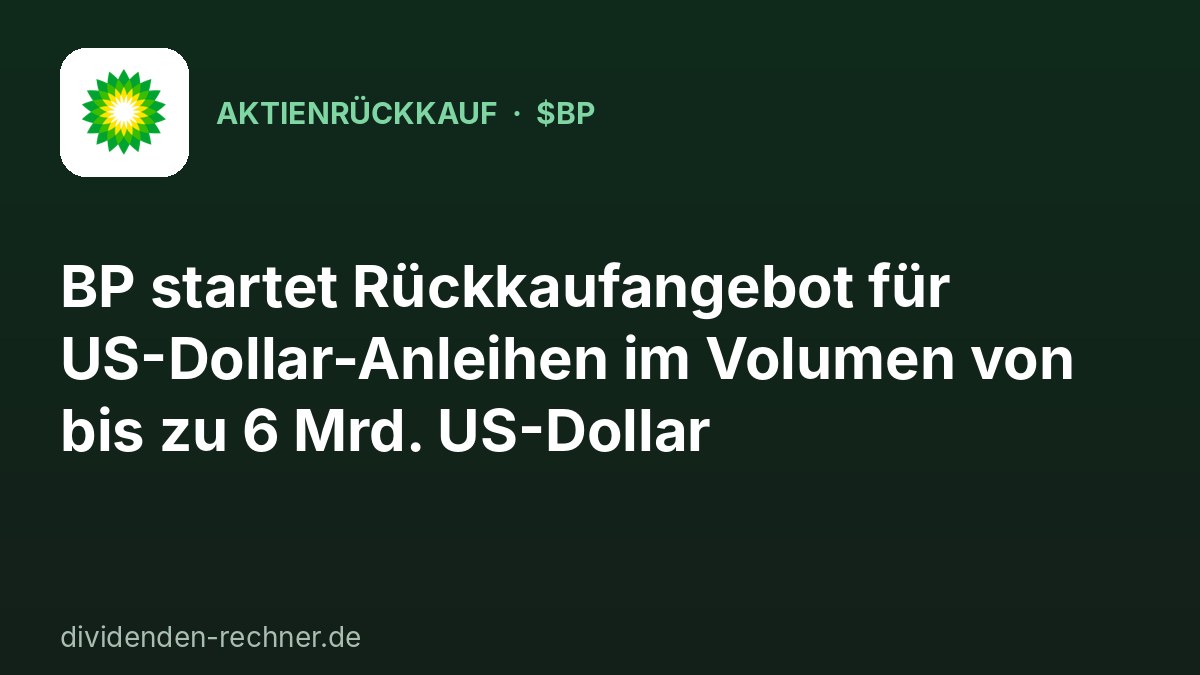 AKTIENRÜCKKAUF · $BP
BP startet Rückkaufangebot für
US-Dollar-Anleihen im Volumen von
bis zu 6 Mrd. US-Dollar
dividenden-rechner.de